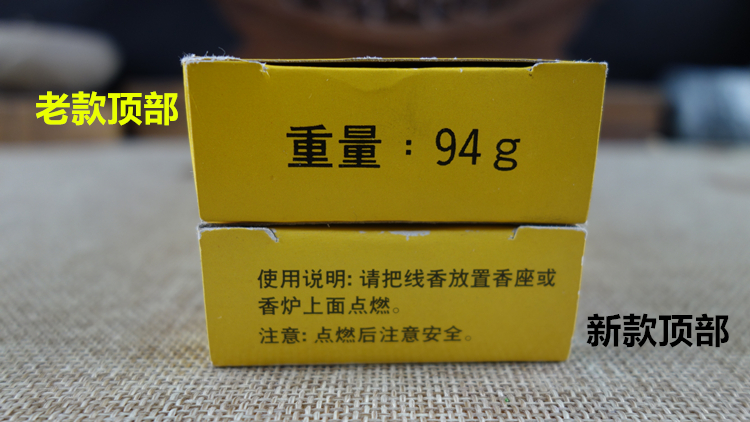 老款顶部
重量：94g
使用说明: 请把线香放置香座或
香炉上面点燃。
注意: 点燃后注意安全。
新款顶部